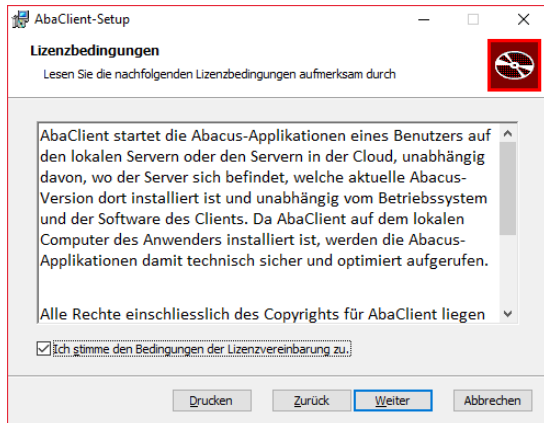 AbaClient-Setup
Lizenzbedingungen
Lesen Sie die nachfolgenden Lizenzbedingungen aufmerksam durch
AbaClient startet die Abacus-Applikationen eines Benutzers auf
den lokalen Servern oder den Servern in der Cloud, unabhängig
davon, wo der Server sich befindet, welche aktuelle Abacus-
Version dort installiert ist und unabhängig vom Betriebssystem
und der Software des Clients. Da AbaClient auf dem lokalen
Computer des Anwenders installiert ist, werden die Abacus-
Applikationen damit technisch sicher und optimiert aufgerufen.
Alle Rechte einschliesslich des Copyrights für AbaClient liegen
Ich stimme den Bedingungen der Lizenzvereinbarung zu.
Drucken Zurück Weiter Abbrechen